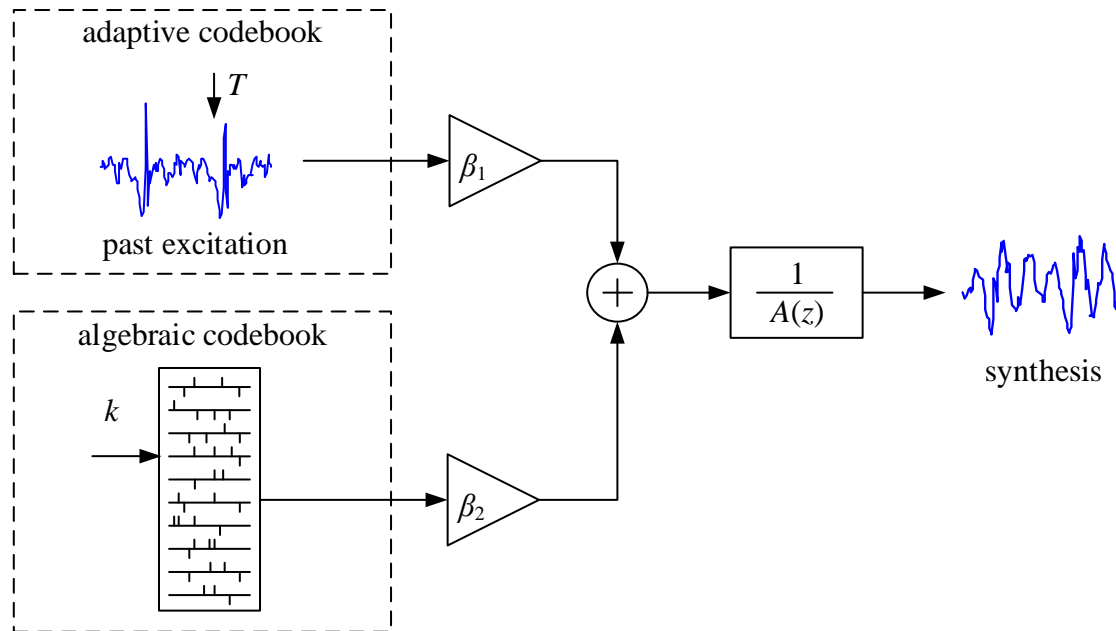 adaptive codebook
T
past excitation
β₁
algebraic codebook
k
β₂
+
1
A(z)
synthesis